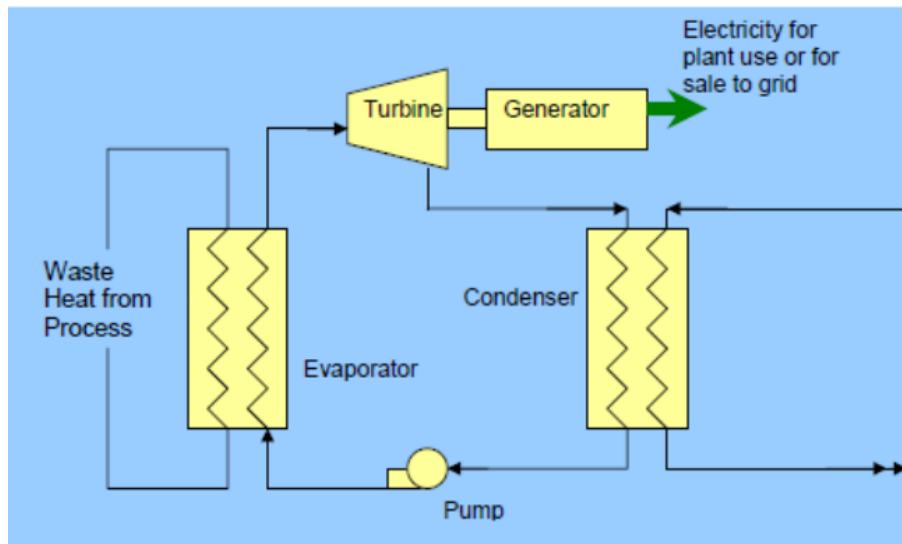 Electricity for
plant use or for
sale to grid
Turbine
Generator
Waste
Heat from
Process
Condenser
Evaporator
Pump